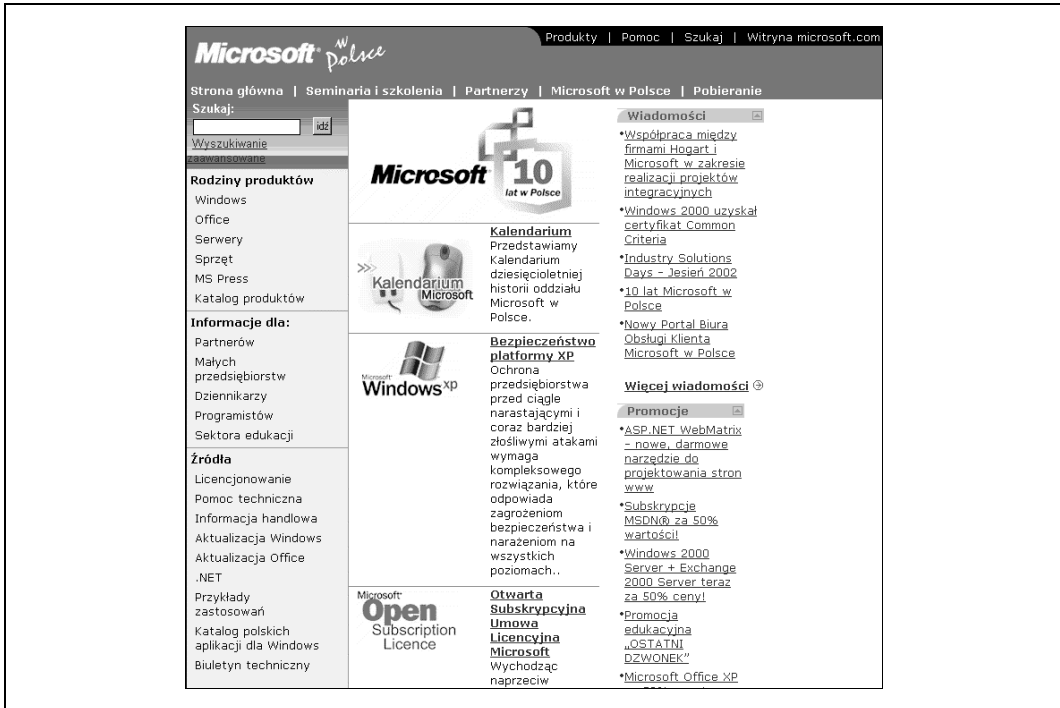 Produkty | Pomoc | Szukaj | Witryna microsoft.com
Microsoft w Polsce
Strona główna | Seminaria i szkolenia | Partnerzy | Microsoft w Polsce | Pobieranie
Szukaj:
idź
Wyszukiwanie
zaawansowane
Rodziny produktów
Windows
Office
Serwery
Sprzęt
MS Press
Katalog produktów
Informacje dla:
Partnerów
Małych
przedsiębiorstw
Dziennikarzy
Programistów
Sektora edukacji
Źródła
Licencjonowanie
Pomoc techniczna
Informacja handlowa
Aktualizacja Windows
Aktualizacja Office
.NET
Przykłady
zastosowań
Katalog polskich
aplikacji dla Windows
Biuletyn techniczny
Microsoft 10
lat w Polsce
Kalendarium
Microsoft
Kalendarium
Przedstawiamy
Kalendarium
dziesięcioletniej
historii oddziału
Microsoft w
Polsce.
Microsoft
Windows xp
Bezpieczeństwo
platformy XP
Ochrona
przedsiębiorstwa
przed ciągle
narastającymi i
coraz bardziej
złośliwymi atakami
wymaga
kompleksowego
rozwiązania, które
odpowiada
zagrożeniom
bezpieczeństwa i
narażeniom na
wszystkich
poziomach..
Microsoft
Open
Subscription
Licence
Otwarta
Subskrypcyjna
Umowa
Licencyjna
Microsoft
Wychodząc
naprzeciw
Wiadomości
•Współpraca między
firmami Hogart i
Microsoft w zakresie
realizacji projektów
integracyjnych
•Windows 2000 uzyskał
certyfikat Common
Criteria
•Industry Solutions
Days - Jesień 2002
•10 lat Microsoft w
Polsce
•Nowy Portal Biura
Obsługi Klienta
Microsoft w Polsce
Więcej wiadomości
Promocje
•ASP.NET WebMatrix
- nowe, darmowe
narzędzie do
projektowania stron
www
•Subskrypcje
MSDN® za 50%
wartości!
•Windows 2000
Server + Exchange
2000 Server teraz
za 50% ceny!
•Promocja
edukacyjna
„OSTATNI
DZWONEK”
•Microsoft Office XP